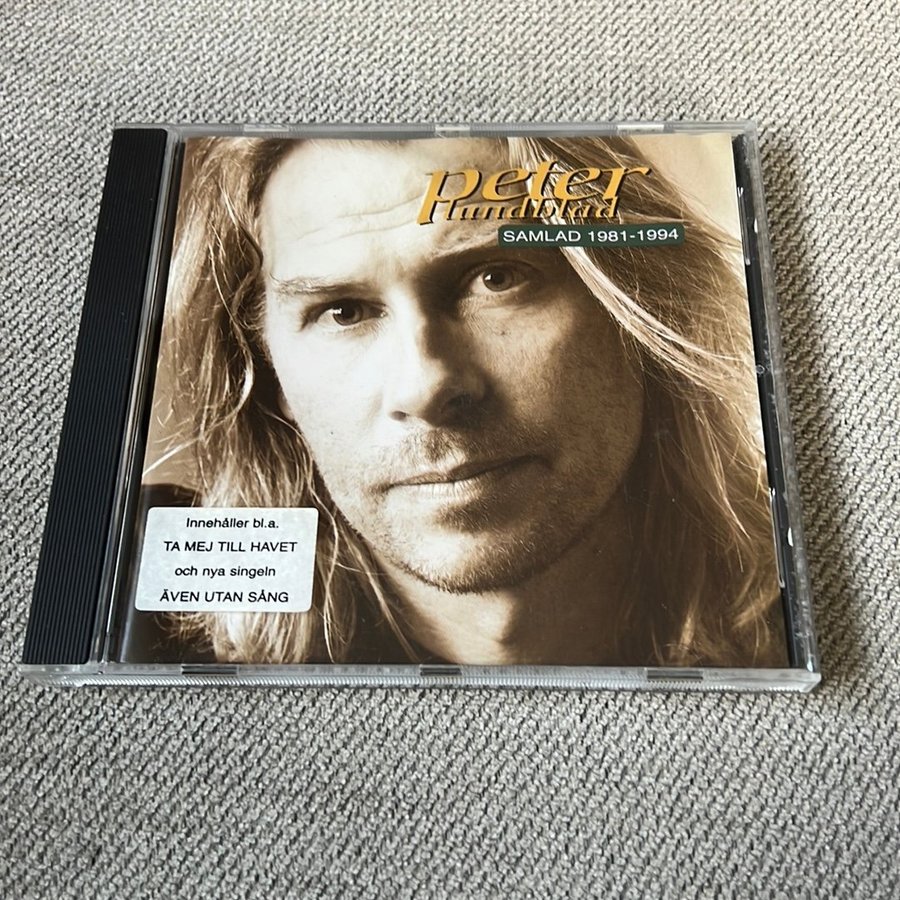 peter
lundblad
SAMLAD 1981-1994
Innehåller bl.a.
TA MEJ TILL HAVET
och nya singeln
ÄVEN UTAN SÅNG